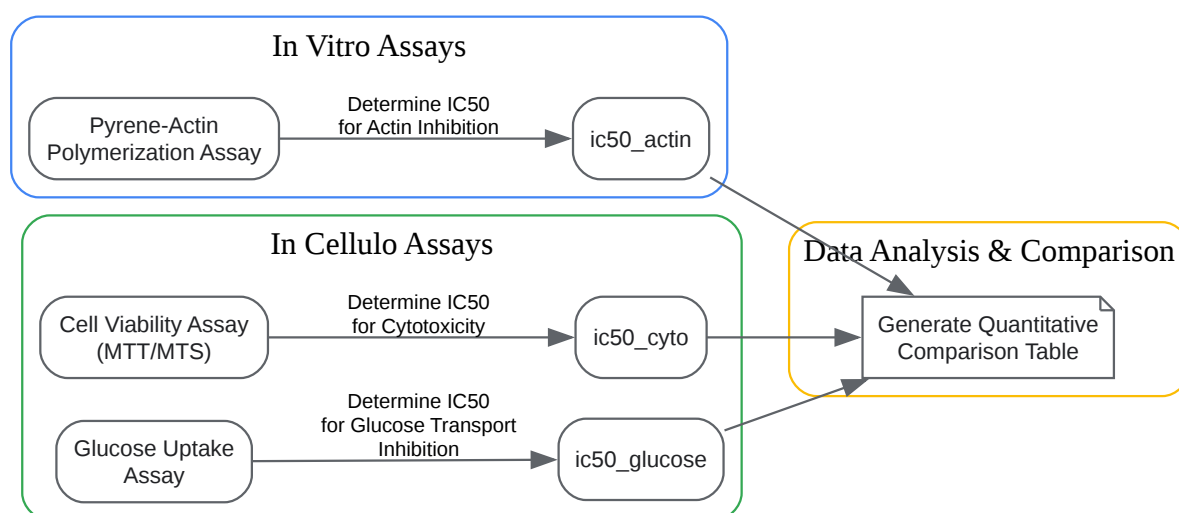 In Vitro Assays
Pyrene-Actin
Polymerization Assay
Determine IC50
for Actin Inhibition
ic50_actin
In Cellulo Assays
Cell Viability Assay
(MTT/MTS)
Determine IC50
for Cytotoxicity
ic50_cyto
Glucose Uptake
Assay
Determine IC50
for Glucose Transport
Inhibition
ic50_glucose
Data Analysis & Comparison
Generate Quantitative
Comparison Table